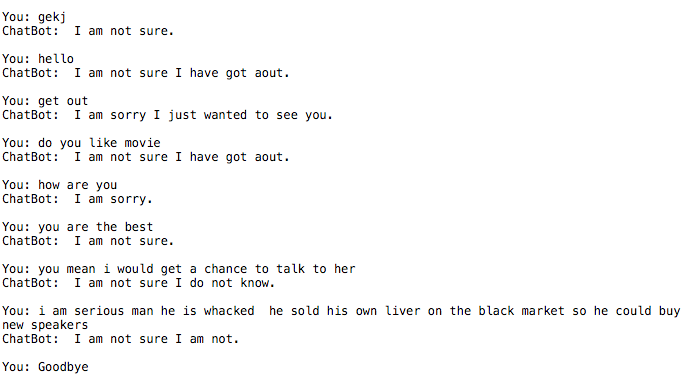 You: gekj
ChatBot:  I am not sure.
You: hello
ChatBot:  I am not sure I have got aout.
You: get out
ChatBot:  I am sorry I just wanted to see you.
You: do you like movie
ChatBot:  I am not sure I have got aout.
You: how are you
ChatBot:  I am sorry.
You: you are the best
ChatBot:  I am not sure.
You: you mean i would get a chance to talk to her
ChatBot:  I am not sure I do not know.
You: i am serious man he is whacked  he sold his own liver on the black market so he could buy
new speakers
ChatBot:  I am not sure I am not.
You: Goodbye